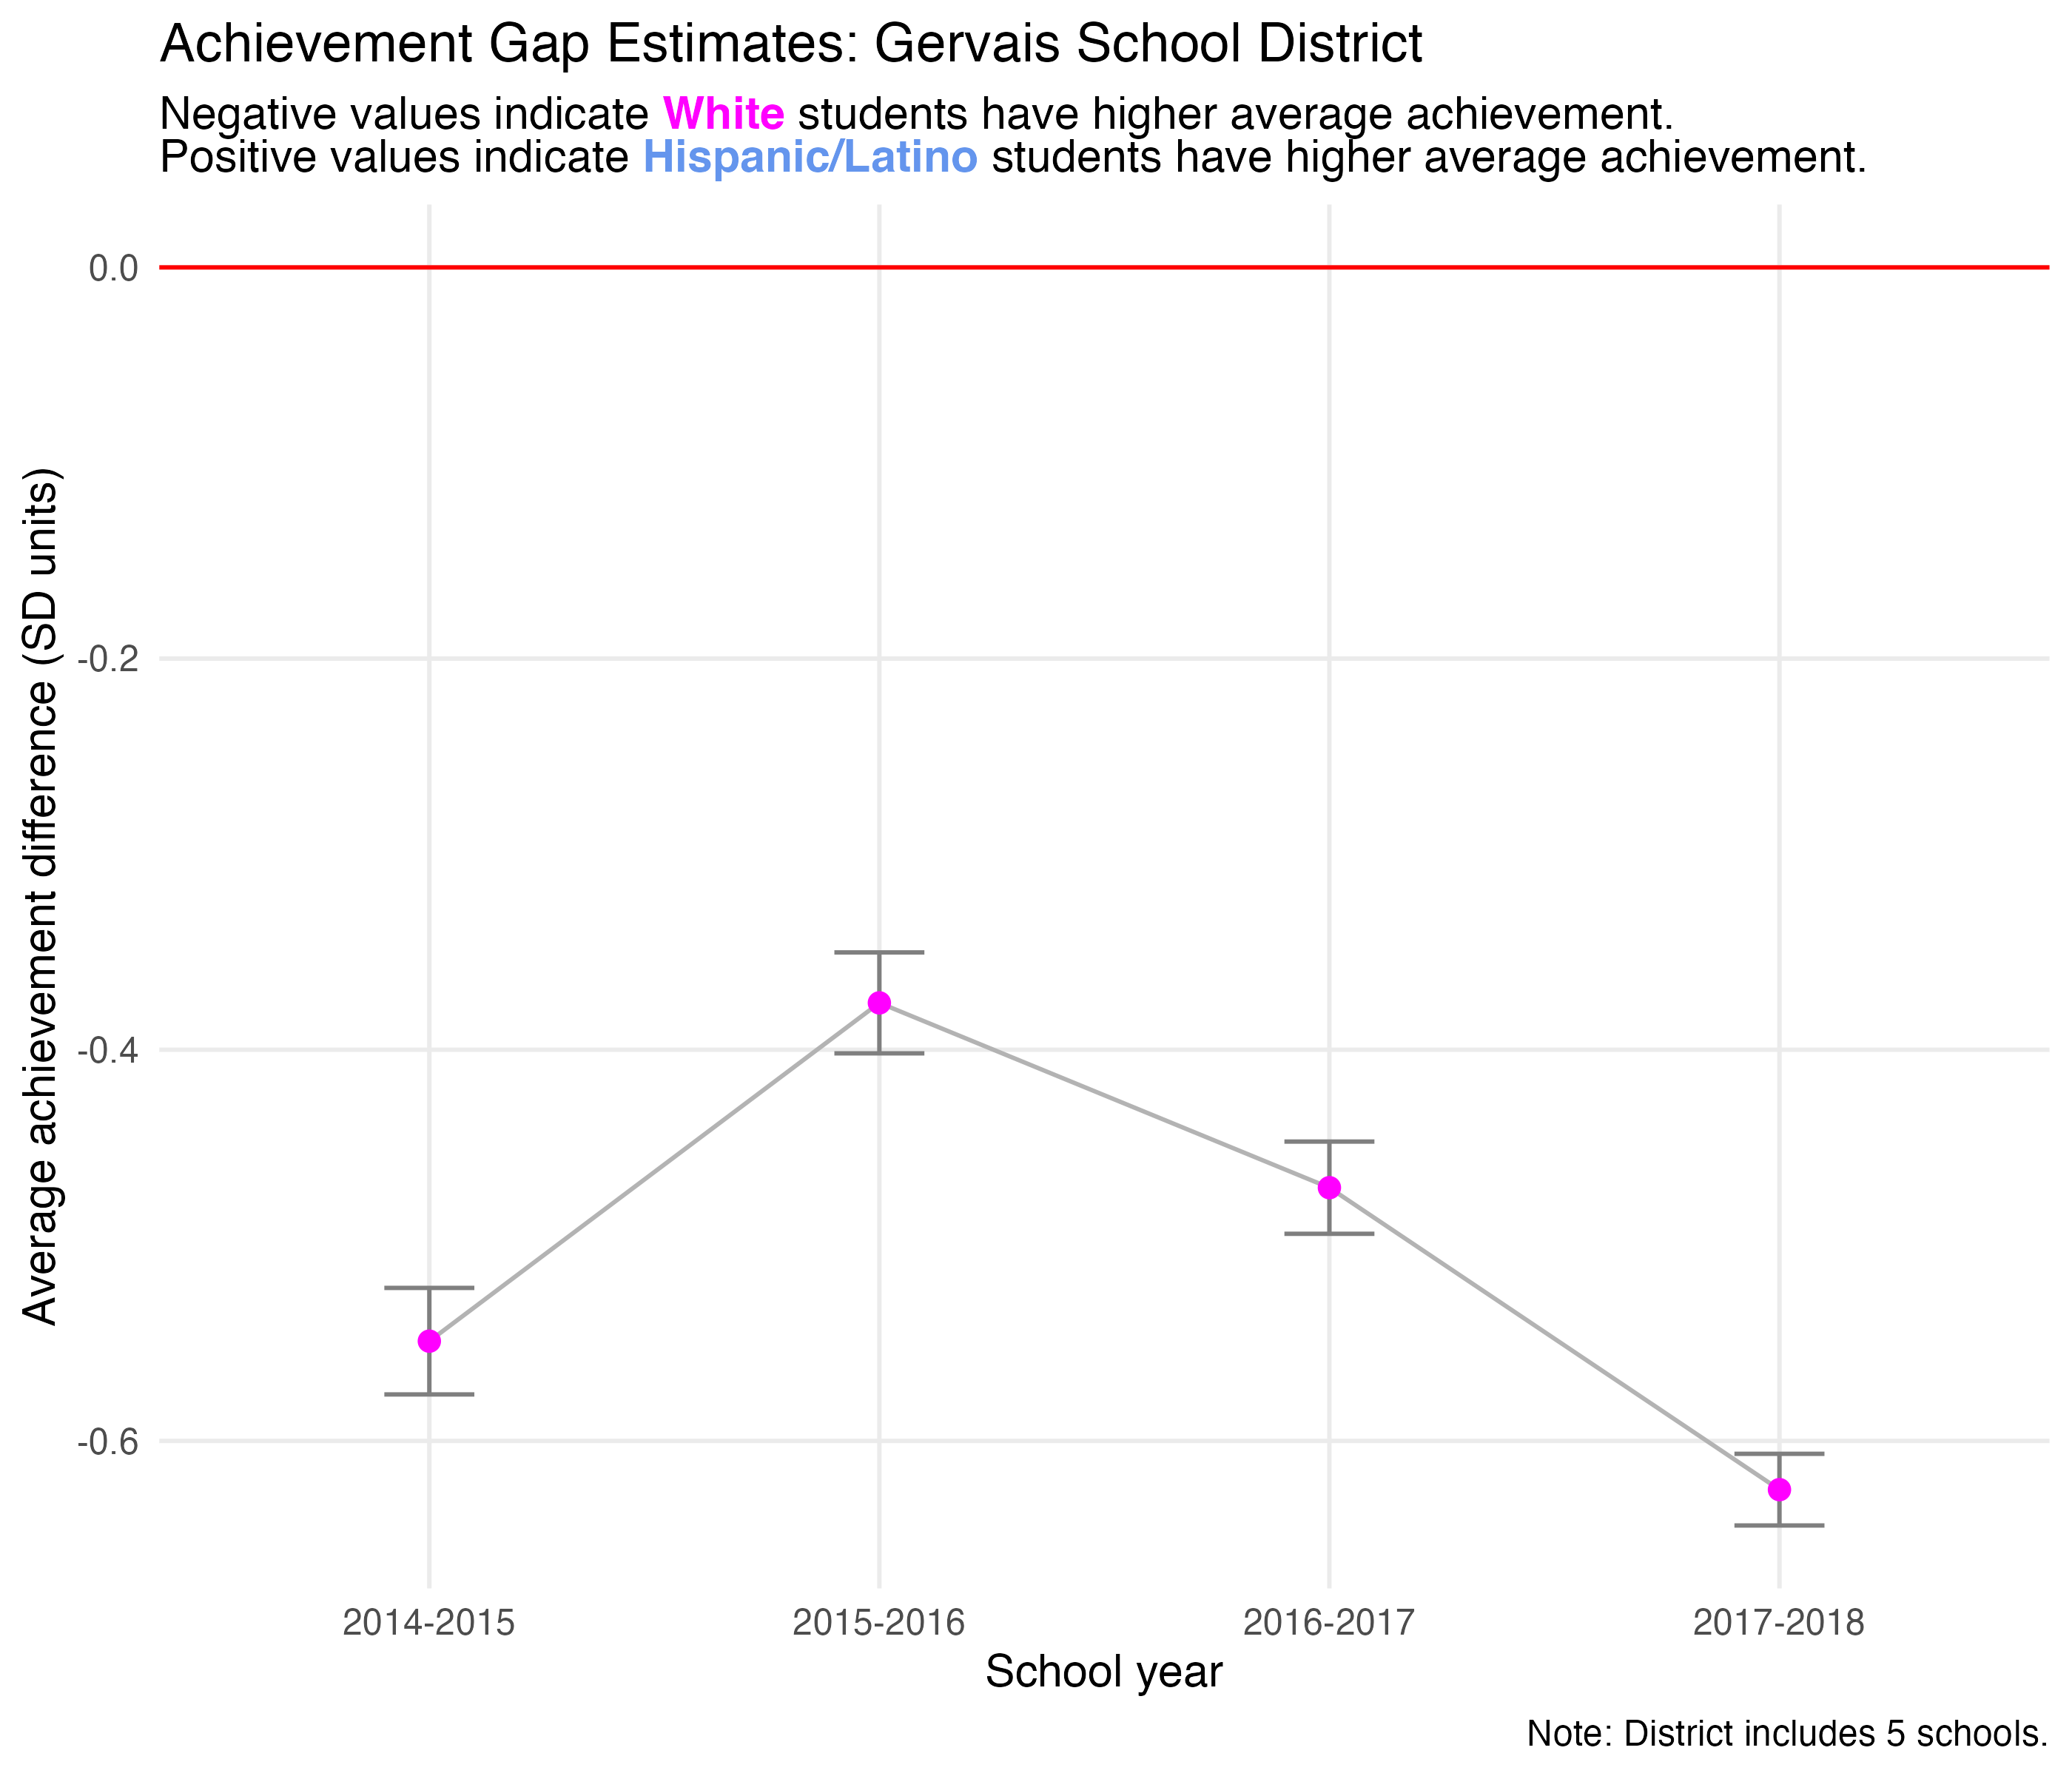 Achievement Gap Estimates: Gervais School District
Negative values indicate White students have higher average achievement.
Positive values indicate Hispanic/Latino students have higher average achievement.
Average achievement difference (SD units)
0.0
-0.2
-0.4
-0.6
2014-2015 2015-2016 2016-2017 2017-2018
School year
Note: District includes 5 schools.